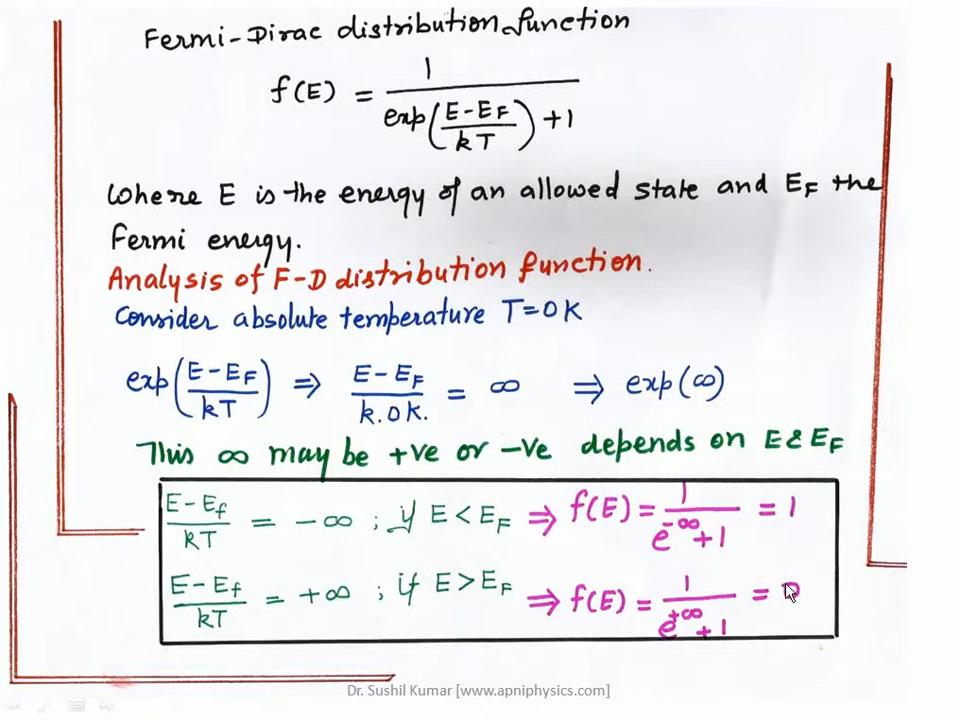 Fermi-Dirac distribution function
f(E) = 1 / (exp((E-EF)/kT) + 1)
Where E is the energy of an allowed state and EF the
Fermi energy.
Analysis of F-D distribution function.
Consider absolute temperature T=0K
exp((E-EF)/kT) ⇒ (E-EF)/(k.0K.) = ∞ ⇒ exp(∞)
This ∞ may be +ve or -ve depends on E & EF
(E-Ef)/kT = -∞ ; if E < EF ⇒ f(E) = 1/(e^-∞ + 1) = 1
(E-Ef)/kT = +∞ ; if E > EF ⇒ f(E) = 1/(e^+∞ + 1) =
Dr. Sushil Kumar [www.apniphysics.com]